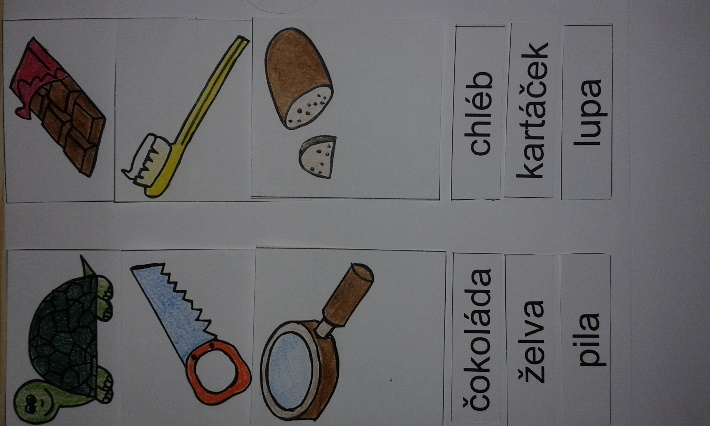 čokoláda
chléb
želva
kartáček
pila
lupa